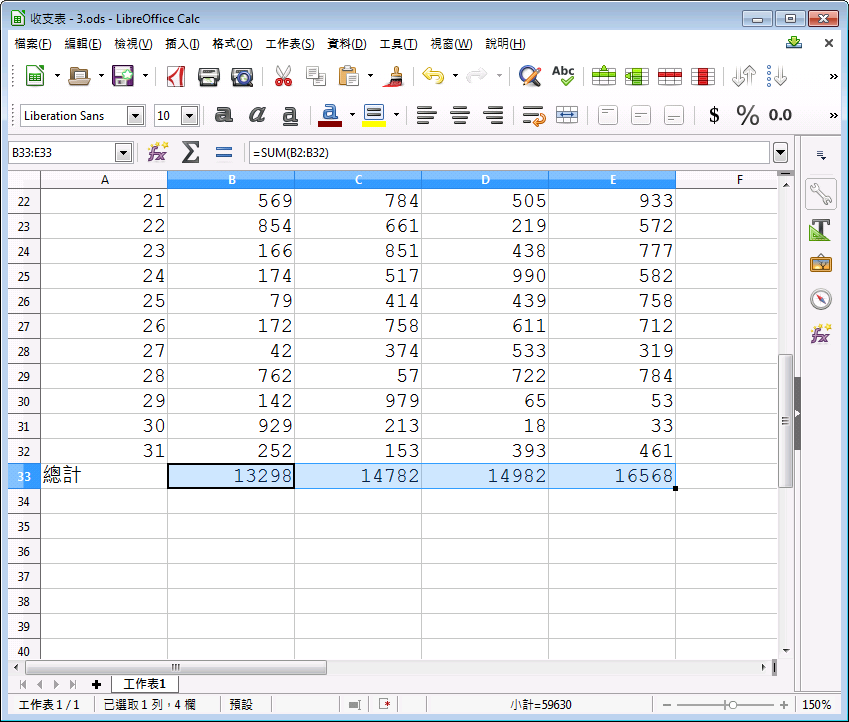 收支表 - 3.ods - LibreOffice Calc
檔案(F) 編輯(E) 檢視(V) 插入(I) 格式(O) 工作表(S) 資料(D) 工具(T) 視窗(W) 說明(H)
Abc
Liberation Sans 10 a a a a $ % 0.0
B33:E33 fx Σ = =SUM(B2:B32)
A B C D E F
22 21 569 784 505 933
23 22 854 661 219 572
24 23 166 851 438 777
25 24 174 517 990 582
26 25 79 414 439 758
27 26 172 758 611 712
28 27 42 374 533 319
29 28 762 57 722 784
30 29 142 979 65 53
31 30 929 213 18 33
32 31 252 153 393 461
33 總計 13298 14782 14982 16568
34
35
36
37
38
39
40
工作表1
工作表 1 / 1 已選取 1 列，4 欄 預設 小計=59630 150%